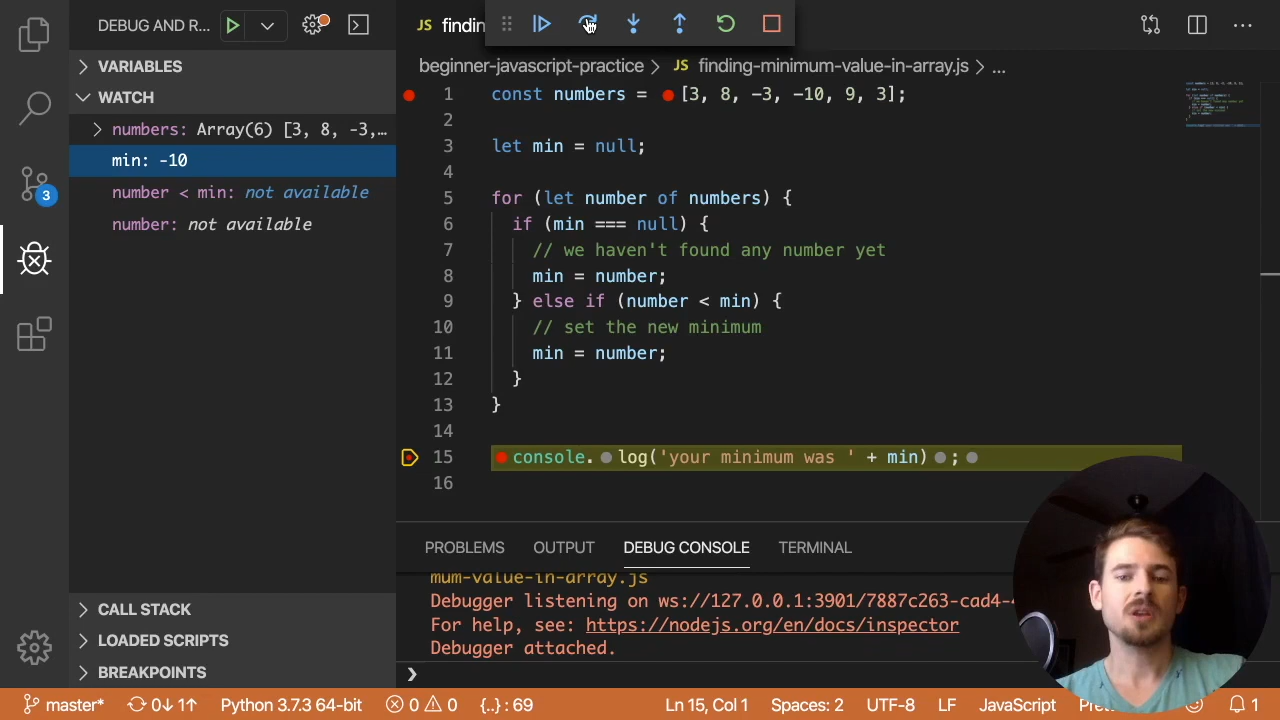 DEBUG AND R...
JS findin
beginner-javascript-practice > JS finding-minimum-value-in-array.js > ...
VARIABLES
WATCH
numbers: Array(6) [3, 8, -3,...
min: -10
number < min: not available
number: not available
3
1 const numbers = [3, 8, -3, -10, 9, 3];
2
3 let min = null;
4
5 for (let number of numbers) {
6 if (min === null) {
7 // we haven't found any number yet
8 min = number;
9 } else if (number < min) {
10 // set the new minimum
11 min = number;
12 }
13 }
14
15 console.log('your minimum was ' + min);
16
PROBLEMS OUTPUT DEBUG CONSOLE TERMINAL
mum-value-in-array.js
Debugger listening on ws://127.0.0.1:3901/7887c263-cad4-
For help, see: https://nodejs.org/en/docs/inspector
Debugger attached.
CALL STACK
LOADED SCRIPTS
BREAKPOINTS
master* 0↓ 1↑ Python 3.7.3 64-bit 0 0 {..} : 69 Ln 15, Col 1 Spaces: 2 UTF-8 LF JavaScript 1